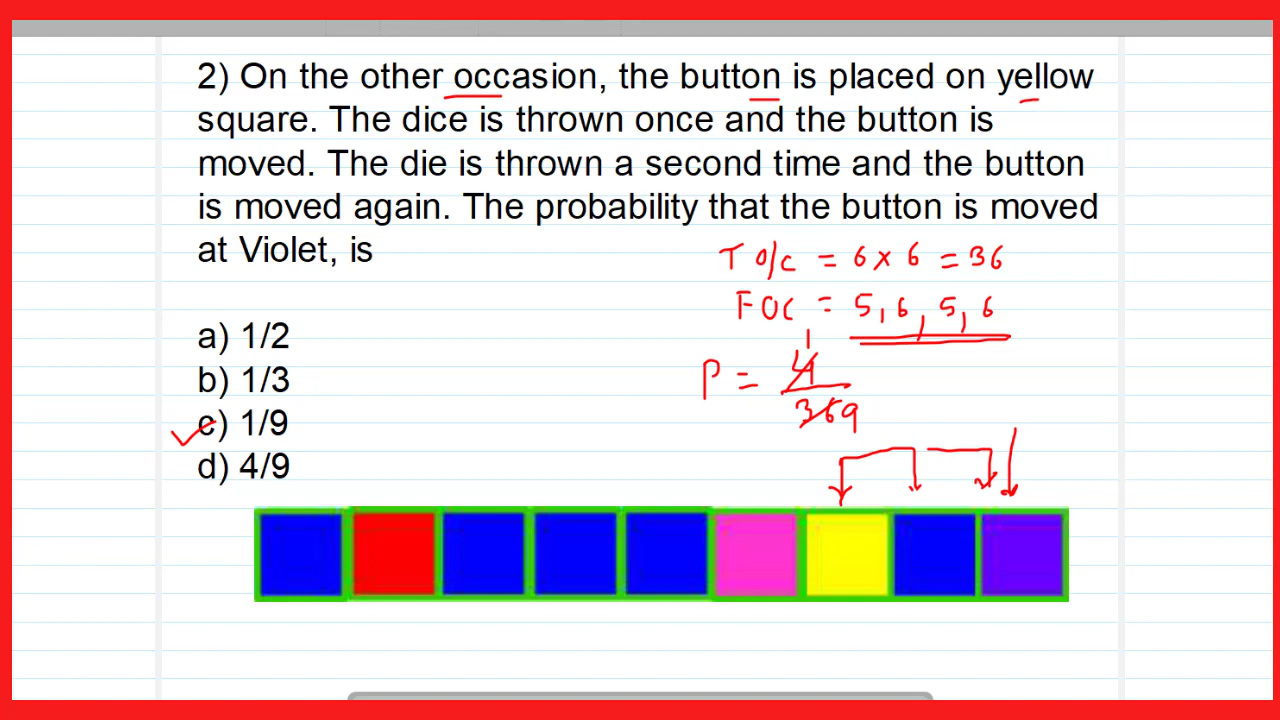 2) On the other occasion, the button is placed on yellow
square. The dice is thrown once and the button is
moved. The die is thrown a second time and the button
is moved again. The probability that the button is moved
at Violet, is
T O/C = 6 × 6 = 36
FOC = 5, 6, 5, 6
a) 1/2
1
P = 4
b) 1/3
36 9
c) 1/9
d) 4/9